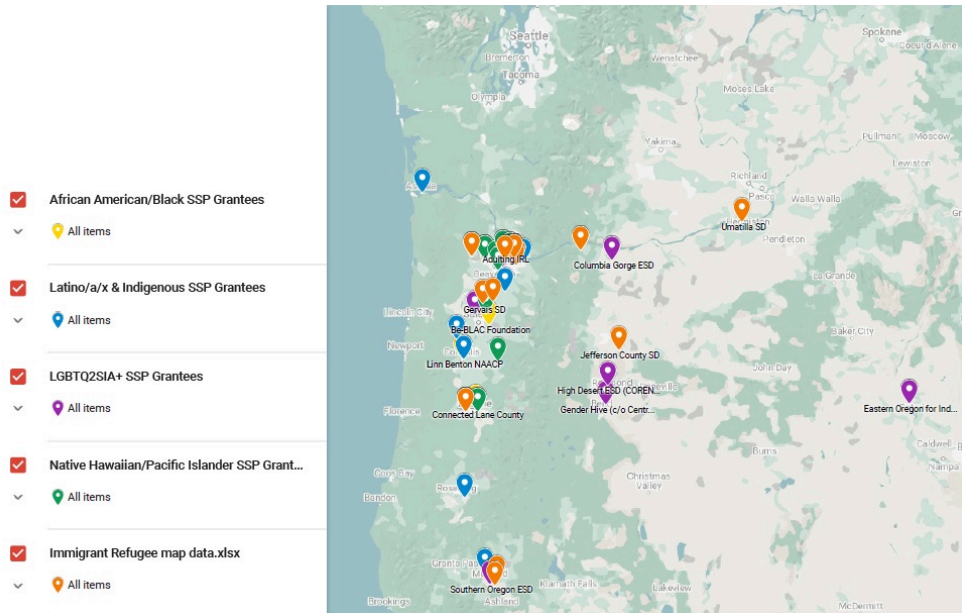 African American/Black SSP Grantees
All items
Latino/a/x & Indigenous SSP Grantees
All items
LGBTQ2SIA+ SSP Grantees
All items
Native Hawaiian/Pacific Islander SSP Grant...
All items
Immigrant Refugee map data.xlsx
All items
Seattle
Bremerton
Tacoma
Olympia
Wenatchee
Spokane
Coeur d'Alene
Moses Lake
Yakima
Pullman
Moscow
Lewiston
Richland
Pasco
Walla Walla
Umatilla SD
Pendleton
Adulting IRL
Columbia Gorge ESD
La Grande
Lincoln City
Gervais SD
Be-BLAC Foundation
Newport
Baker City
Linn Benton NAACP
Jefferson County SD
John Day
High Desert ESD (COREN...
Gender Hive (c/o Centr...
Eastern Oregon for Ind...
Florence
Connected Lane County
Burns
Caldwell
Nampa
Coos Bay
Bandon
Christmas
Valley
Southern Oregon ESD
Klamath Falls
Lakeview
Brookings
Ashland
McDermitt